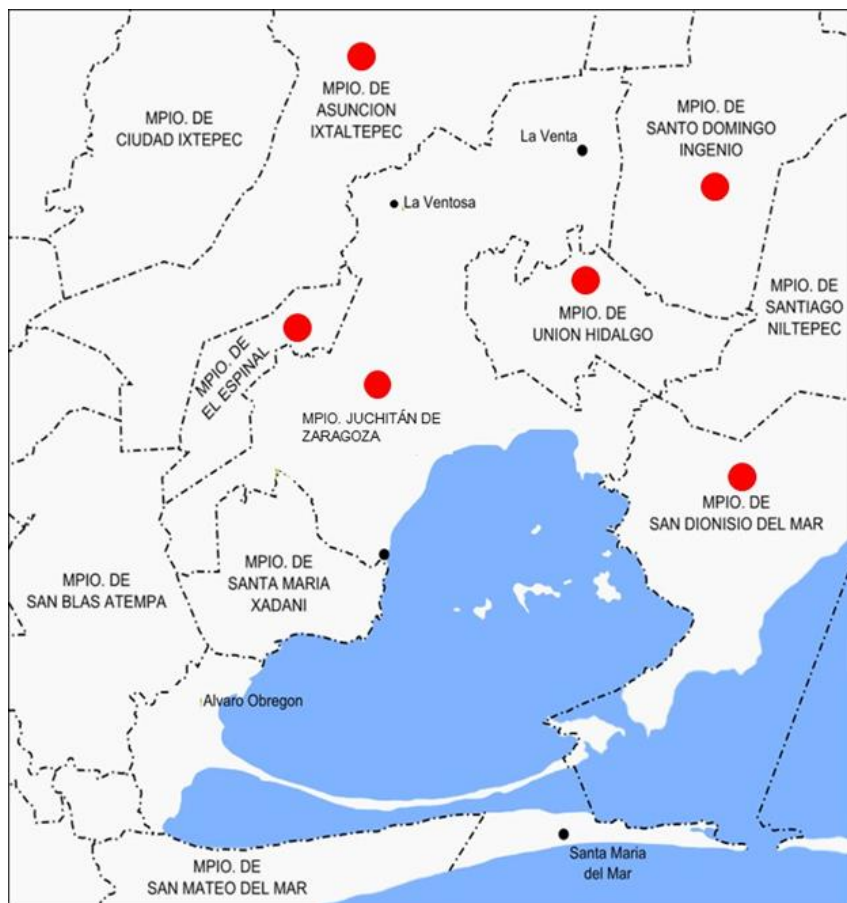 MPIO. DE
CIUDAD IXTEPEC
MPIO. DE
ASUNCION
IXTALTEPEC
La Venta
MPIO. DE
SANTO DOMINGO
INGENIO
La Ventosa
MPIO. DE
SANTIAGO
NILTEPEC
MPIO. DE
UNION HIDALGO
MPIO. DE
EL ESPINAL
MPIO. JUCHITÁN DE
ZARAGOZA
MPIO. DE
SAN DIONISIO DEL MAR
MPIO. DE
SANTA MARIA
XADANI
MPIO. DE
SAN BLAS ATEMPA
Alvaro Obregon
MPIO. DE
SAN MATEO DEL MAR
Santa Maria
del Mar